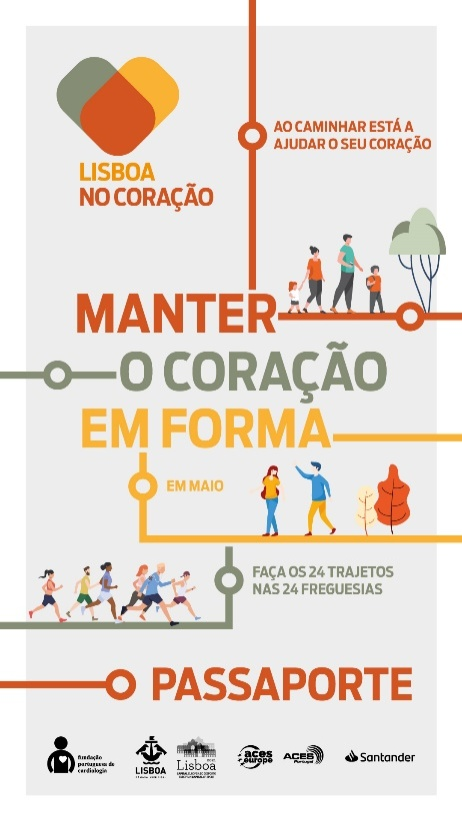 AO CAMINHAR ESTÁ A
AJUDAR O SEU CORAÇÃO
LISBOA
NO CORAÇÃO
MANTER
O CORAÇÃO
EM FORMA
EM MAIO
FAÇA OS 24 TRAJETOS
NAS 24 FREGUESIAS
PASSAPORTE
fundação
portuguesa de
cardiologia
LISBOA
Lisboa
aces
europe
ACES
Portugal
Santander